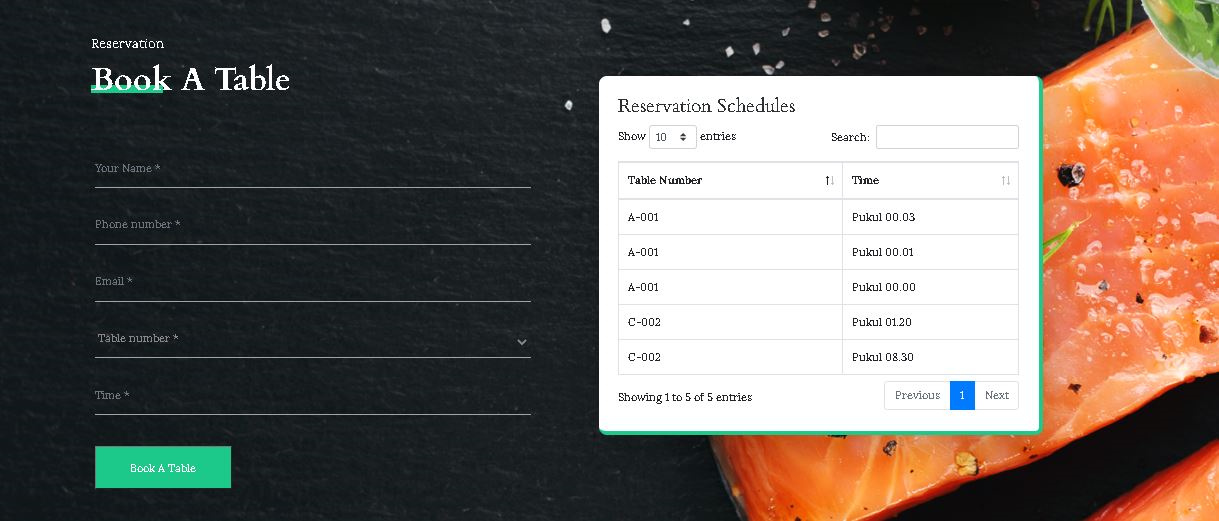 Reservation
Book A Table
Your Name *
Phone number *
Email *
Table number *
Time *
Book A Table
Reservation Schedules
Show 10 entries
Search:
Table Number Time
A-001 Pukul 00.03
A-001 Pukul 00.01
A-001 Pukul 00.00
C-002 Pukul 01.20
C-002 Pukul 08.30
Showing 1 to 5 of 5 entries
Previous 1 Next